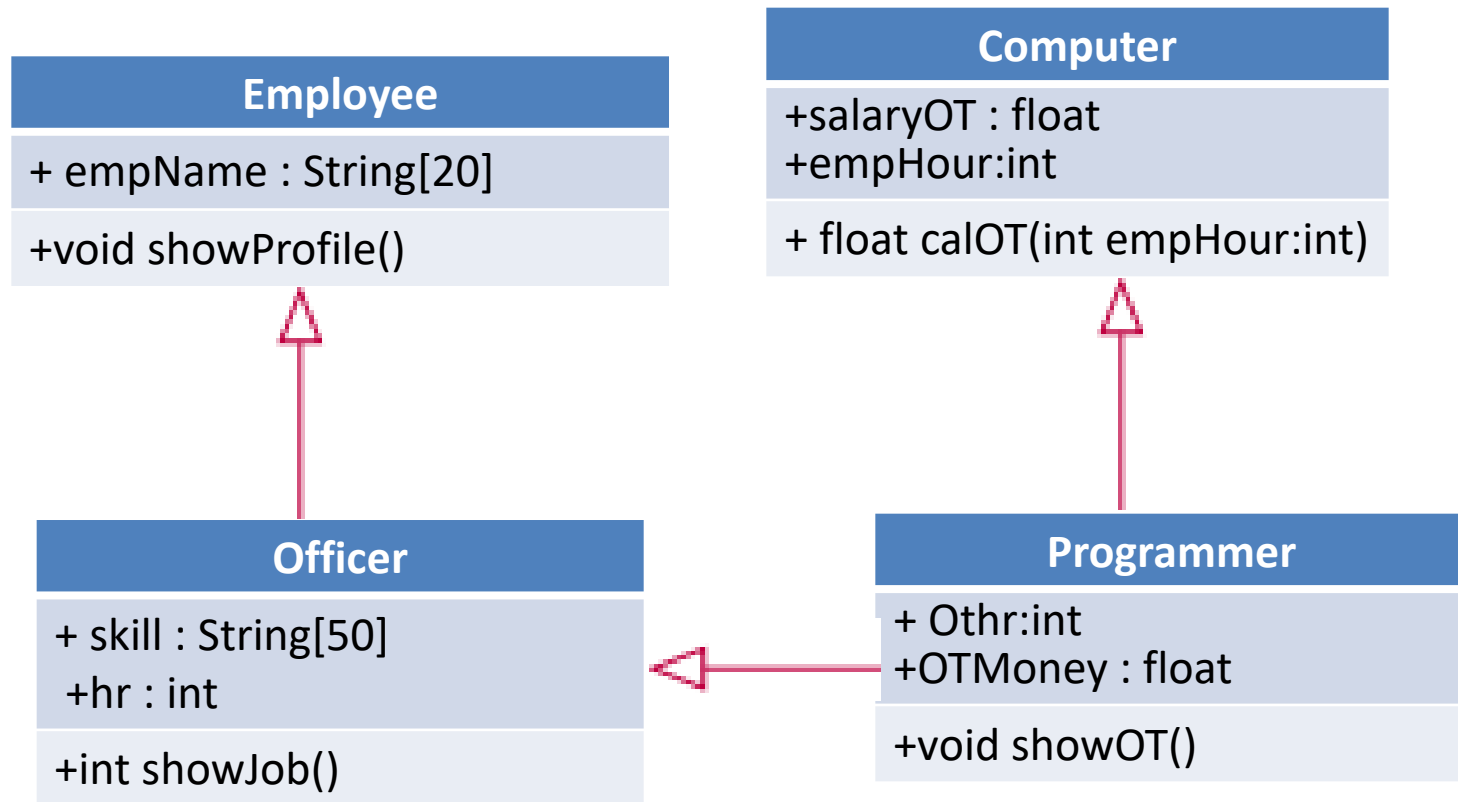 Employee
+ empName : String[20]
+void showProfile()
Computer
+salaryOT : float
+empHour:int
+ float calOT(int empHour:int)
Officer
+ skill : String[50]
+hr : int
+int showJob()
Programmer
+ Othr:int
+OTMoney : float
+void showOT()